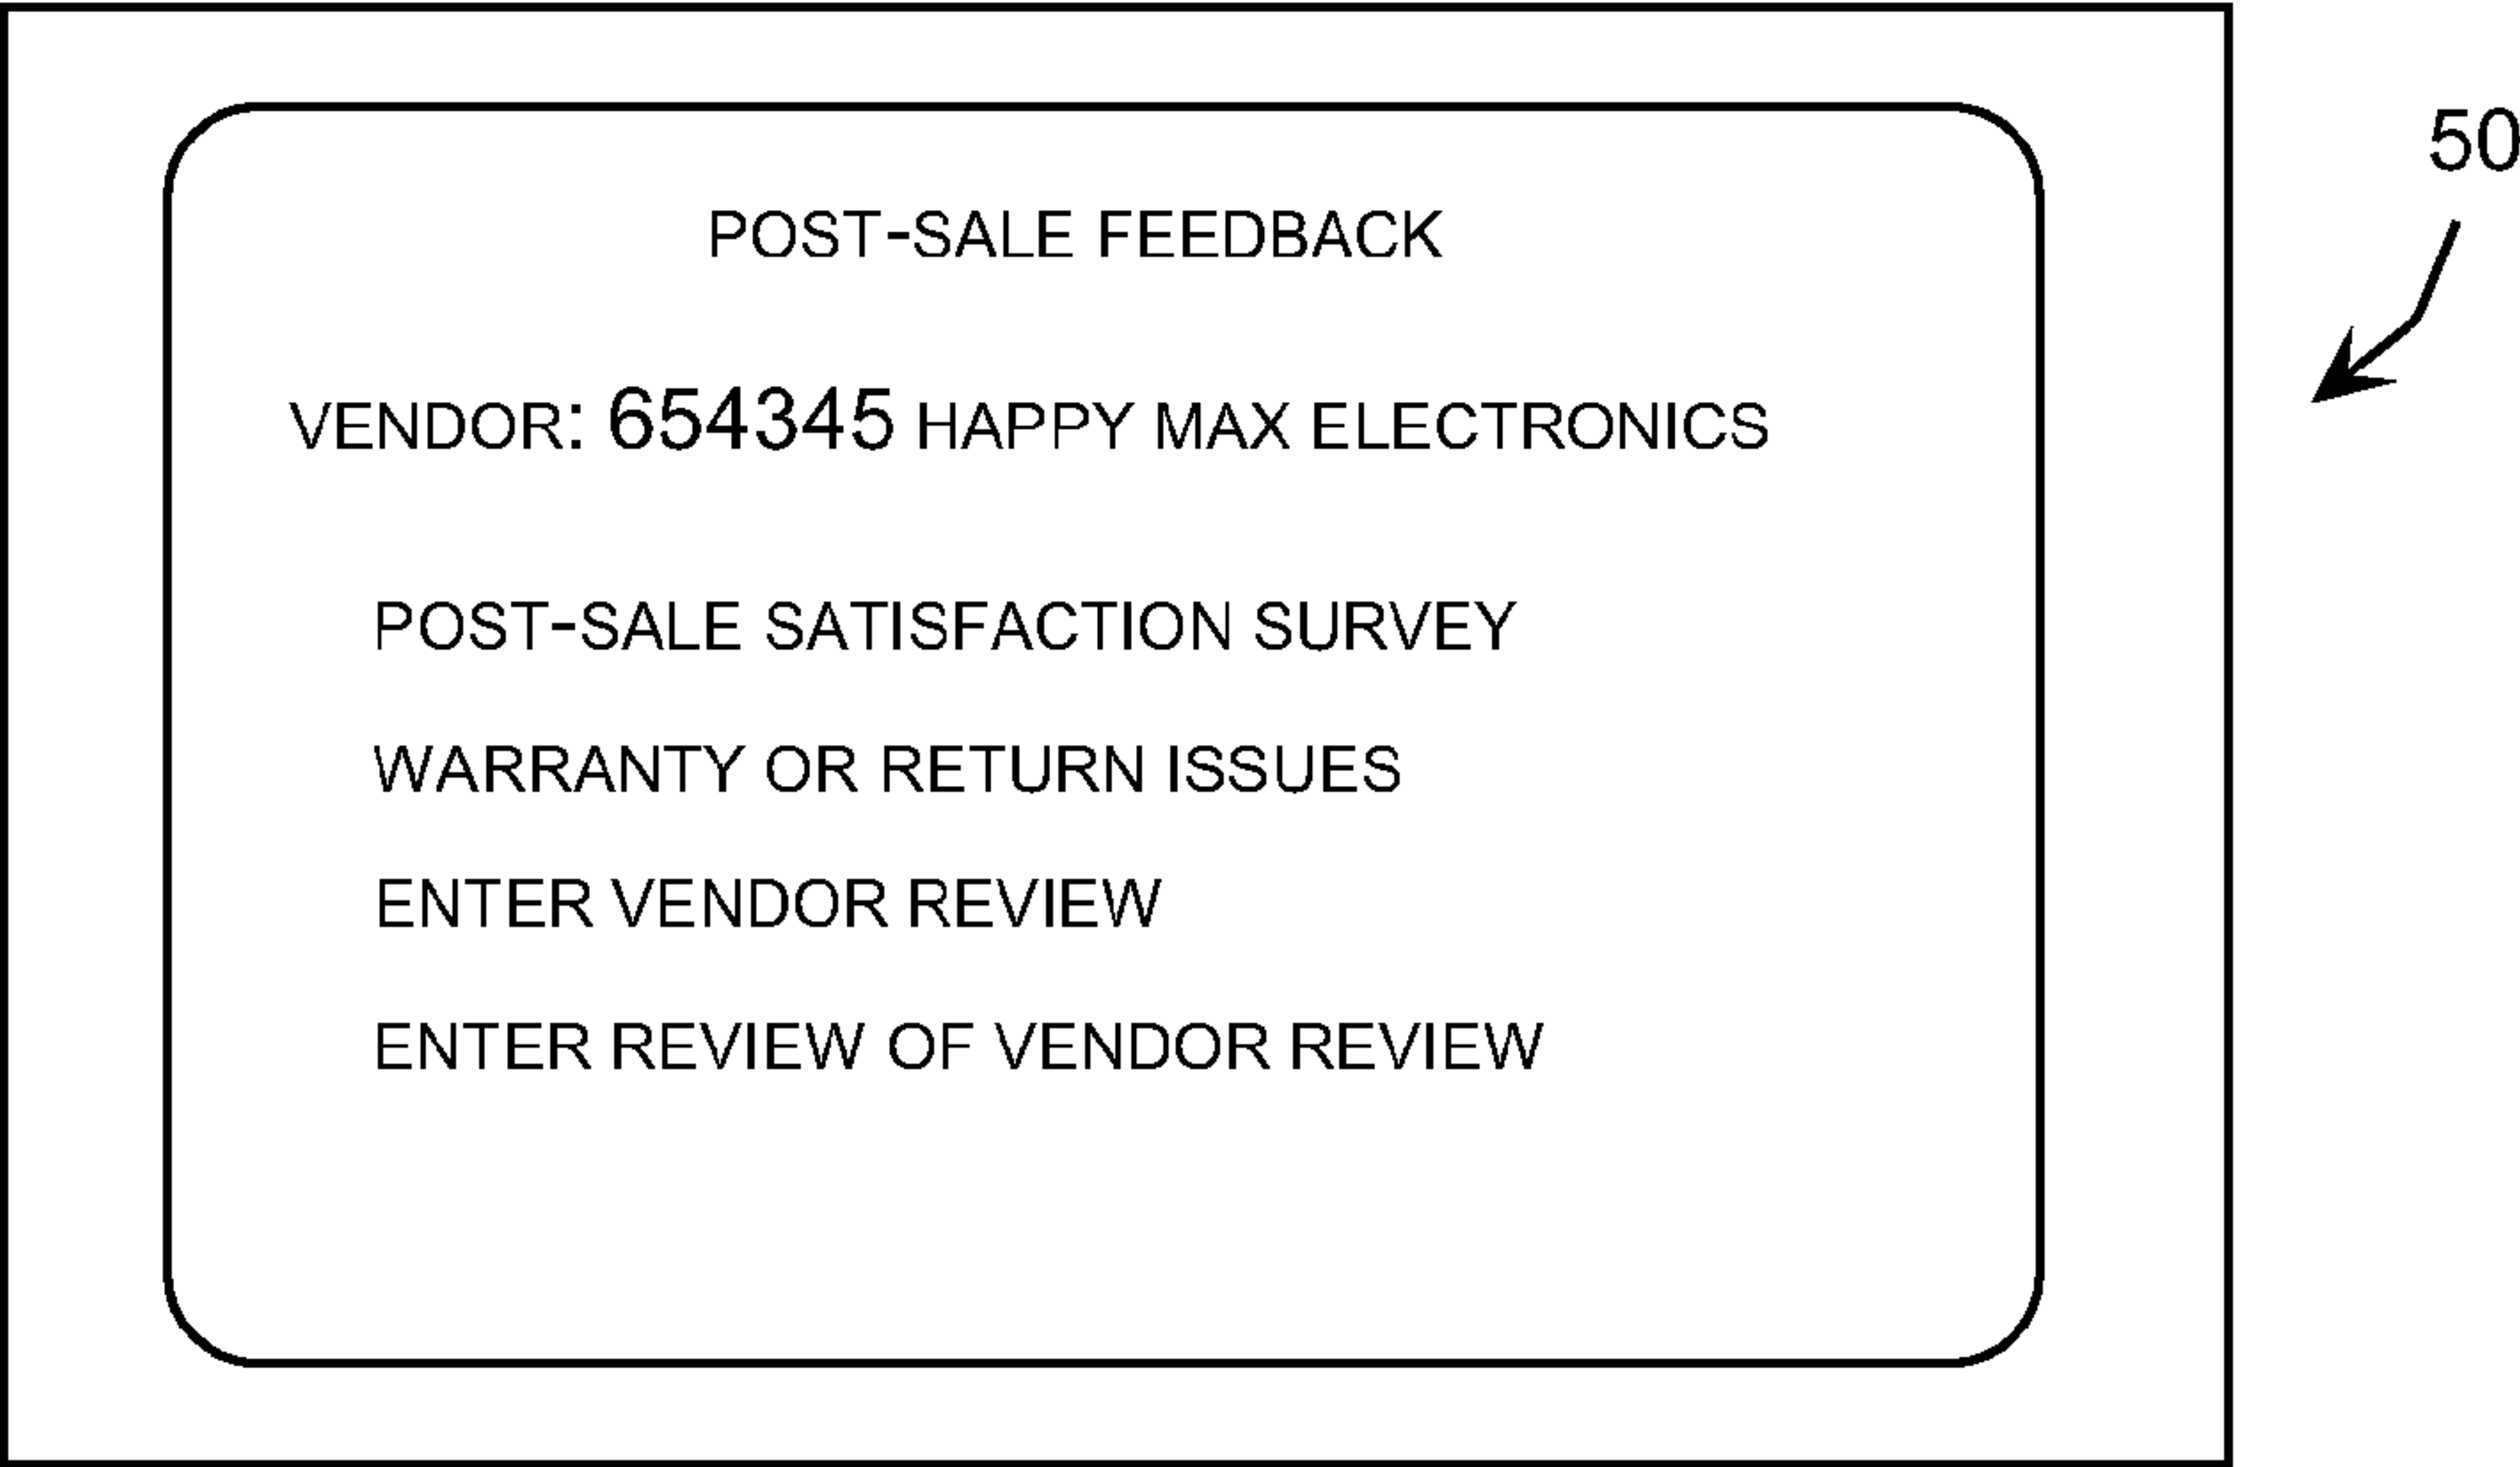 POST-SALE FEEDBACK
50
VENDOR: 654345 HAPPY MAX ELECTRONICS
POST-SALE SATISFACTION SURVEY
WARRANTY OR RETURN ISSUES
ENTER VENDOR REVIEW
ENTER REVIEW OF VENDOR REVIEW